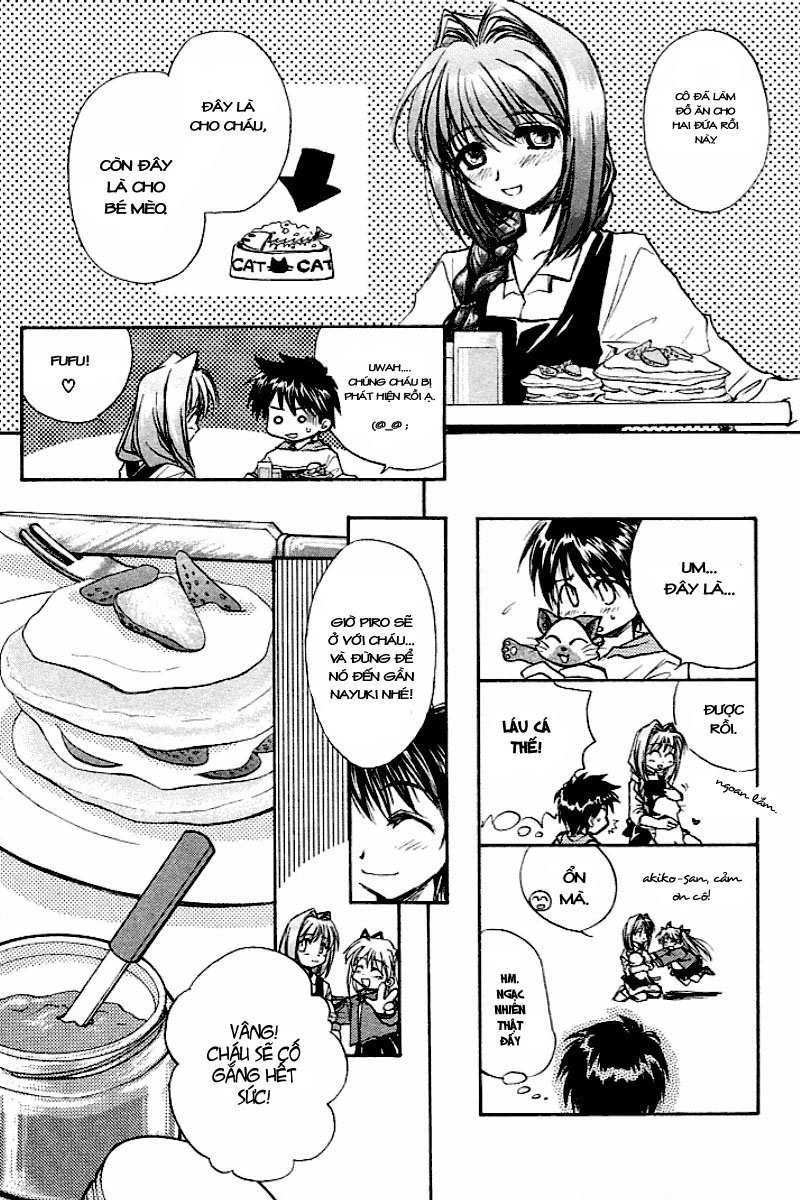 CÔ ĐÃ LÀM
ĐỒ ĂN CHO
HAI ĐỨA RỒI
NÀY
ĐÂY LÀ
CHO CHÁU,
CÒN ĐÂY
LÀ CHO
BÉ MÈO.
CAT CAT
UWAH....
CHÚNG CHÁU BỊ
PHÁT HIỆN RỒI Ạ.
(@_@ ;
FUFU!
♡
UM...
ĐÂY LÀ...
ĐƯỢC
RỒI.
LÁU CÁ
THẾ!
ngoan lắm.
akiko-san, cảm
ơn cô!
ỔN
MÀ.
HM.
NGẠC
NHIÊN
THẬT
ĐẤY
GIỜ PIRO SẼ
Ở VỚI CHÁU...
VÀ ĐỪNG ĐỂ
NÓ ĐẾN GẦN
NAYUKI NHÉ!
VÂNG!
CHÁU SẼ CỐ
GẮNG HẾT
SỨC!